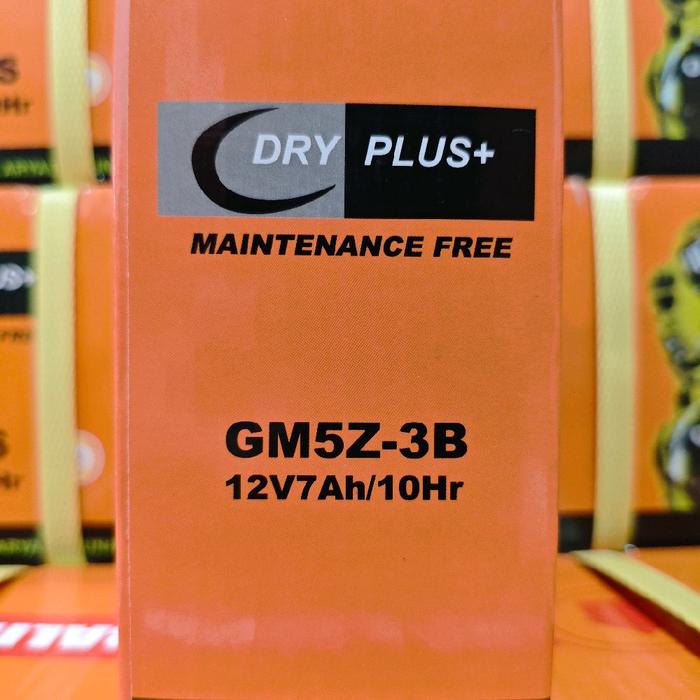 DRY PLUS+
MAINTENANCE FREE
GM5Z-3B
12V7Ah/10Hr